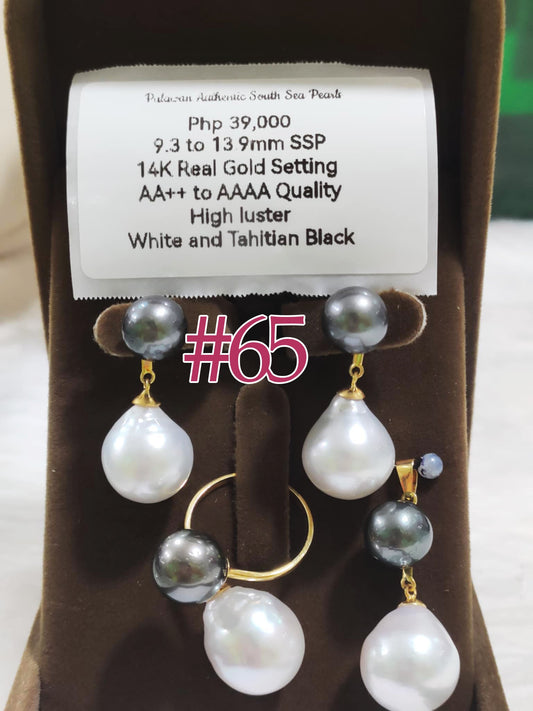 Palawan Authentic South Sea Pearls
Php 39,000
9.3 to 13 9mm SSP
14K Real Gold Setting
AA++ to AAAA Quality
High luster
White and Tahitian Black
#65